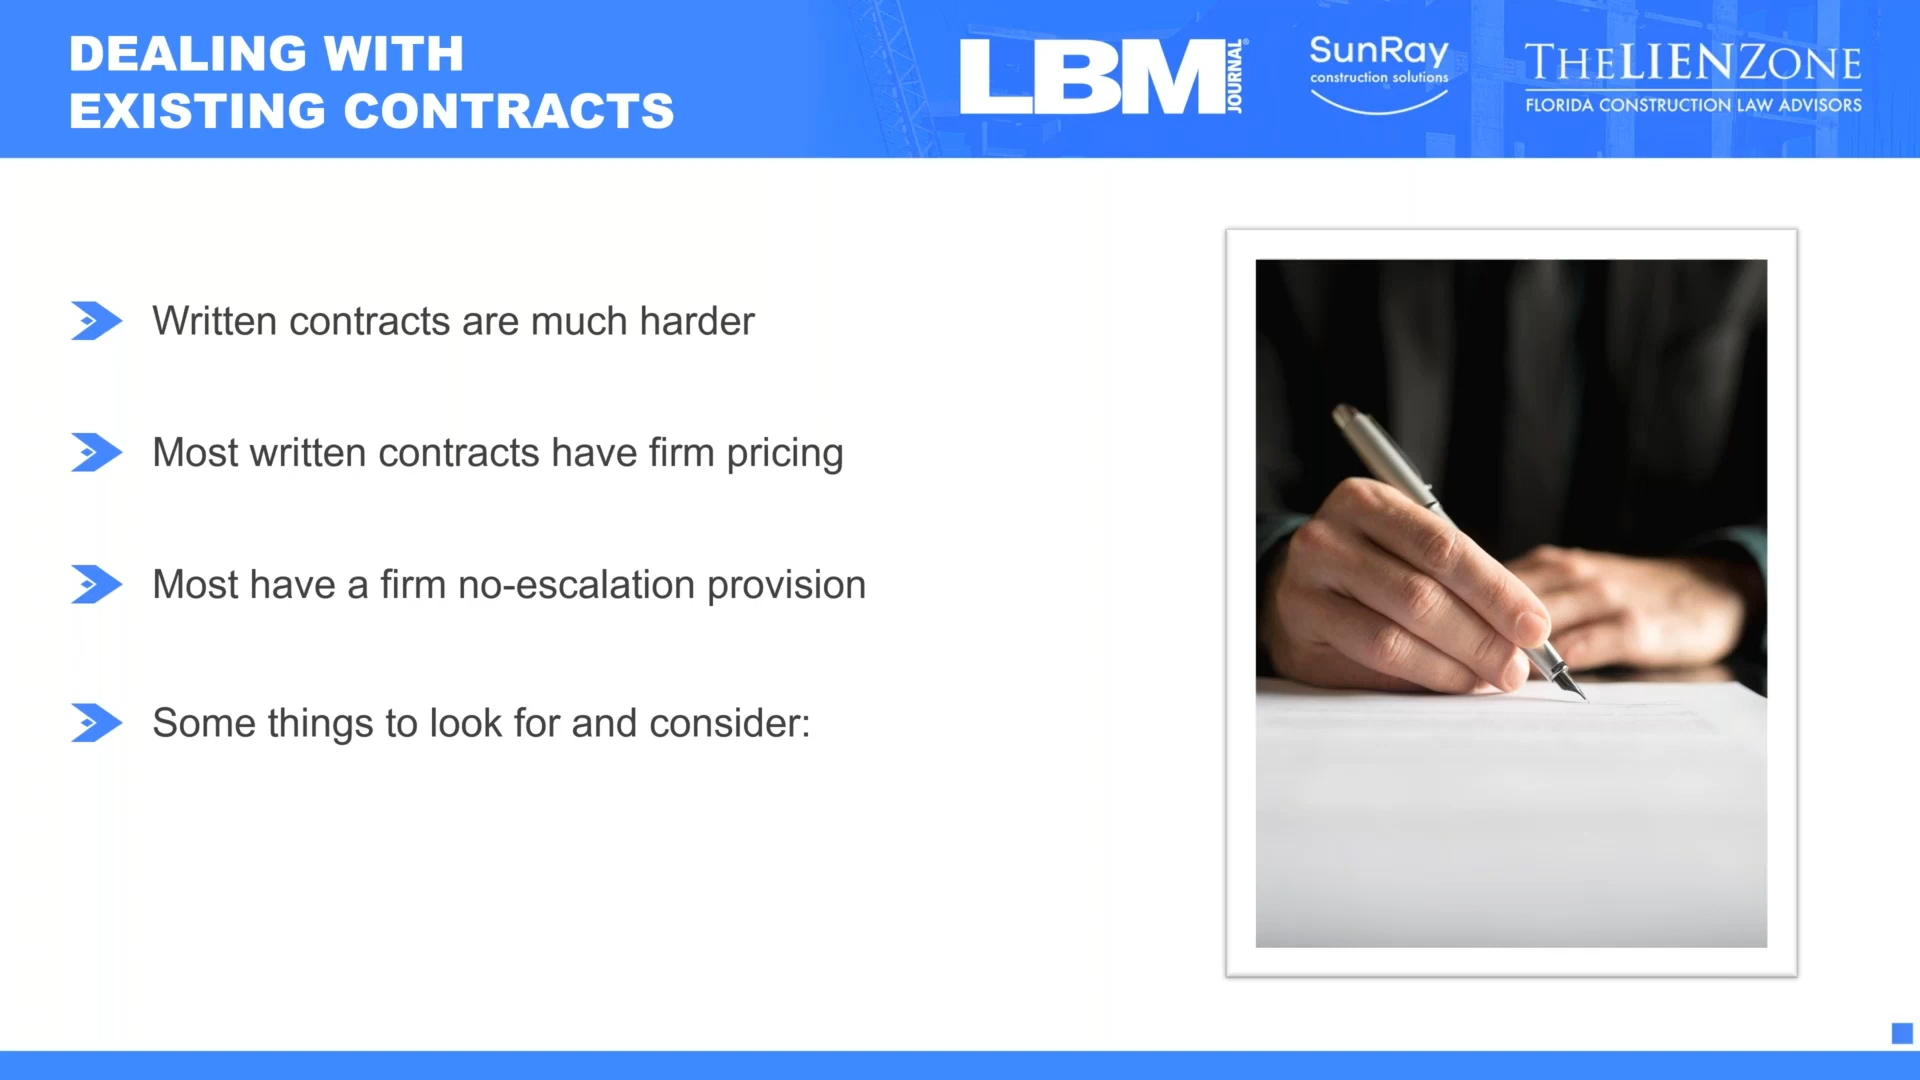 DEALING WITH
EXISTING CONTRACTS
LBM JOURNAL®
SunRay
construction solutions
THELIENZONE
FLORIDA CONSTRUCTION LAW ADVISORS
Written contracts are much harder
Most written contracts have firm pricing
Most have a firm no-escalation provision
Some things to look for and consider: